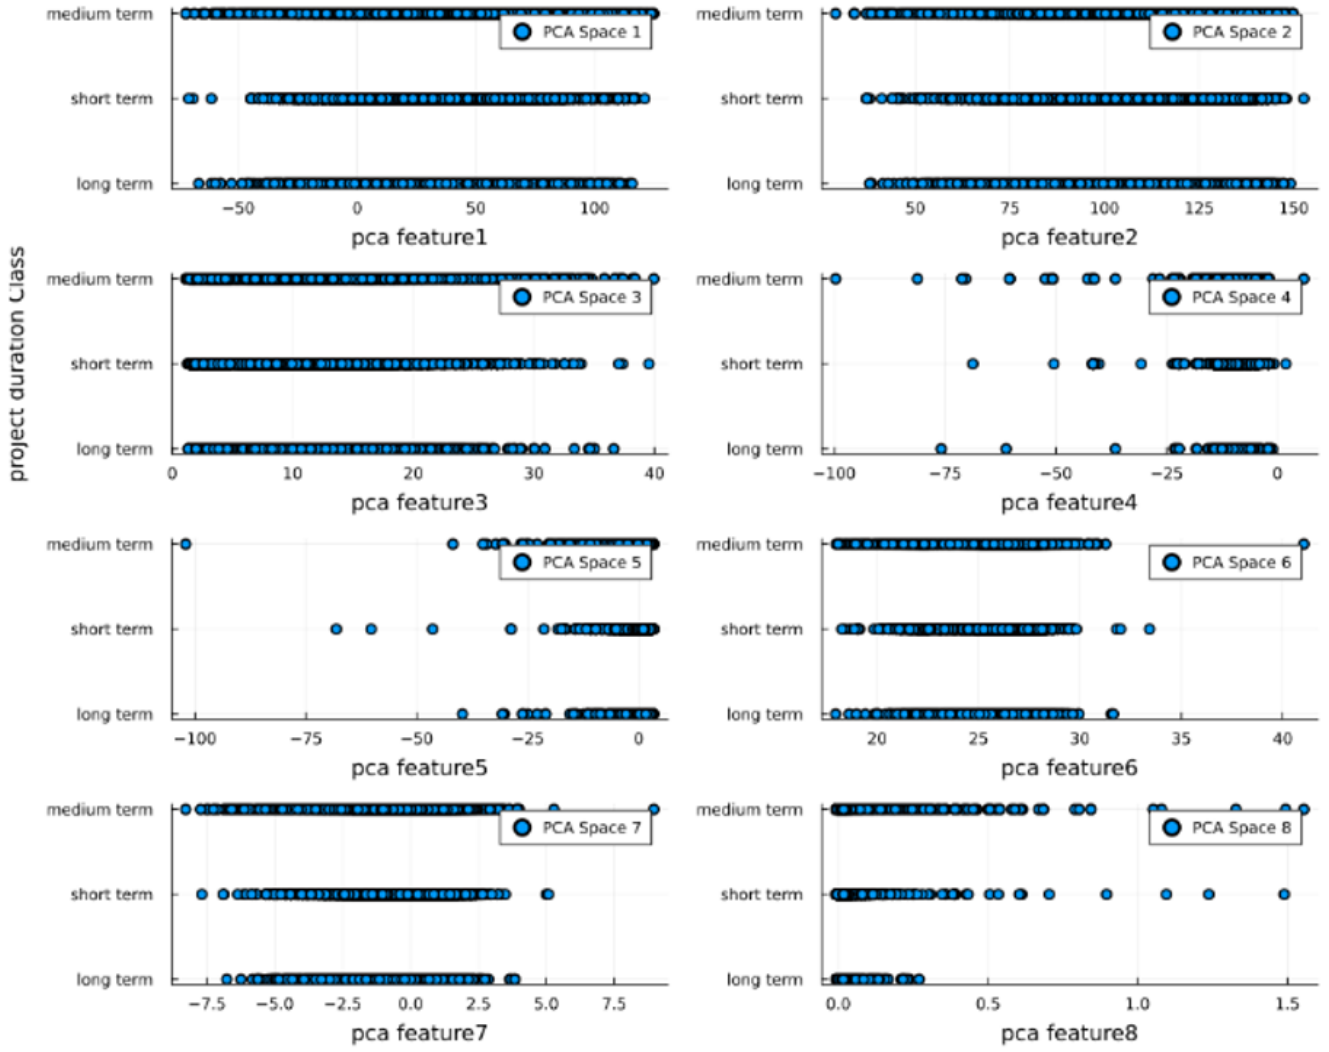 medium term
PCA Space 1
short term
long term
−50 0 50 100
pca feature1
medium term
PCA Space 2
short term
long term
50 75 100 125 150
pca feature2
project duration Class
medium term
PCA Space 3
short term
long term
0 10 20 30 40
pca feature3
medium term
PCA Space 4
short term
long term
−100 −75 −50 −25 0
pca feature4
medium term
PCA Space 5
short term
long term
−100 −75 −50 −25 0
pca feature5
medium term
PCA Space 6
short term
long term
20 25 30 35 40
pca feature6
medium term
PCA Space 7
short term
long term
−7.5 −5.0 −2.5 0.0 2.5 5.0 7.5
pca feature7
medium term
PCA Space 8
short term
long term
0.0 0.5 1.0 1.5
pca feature8